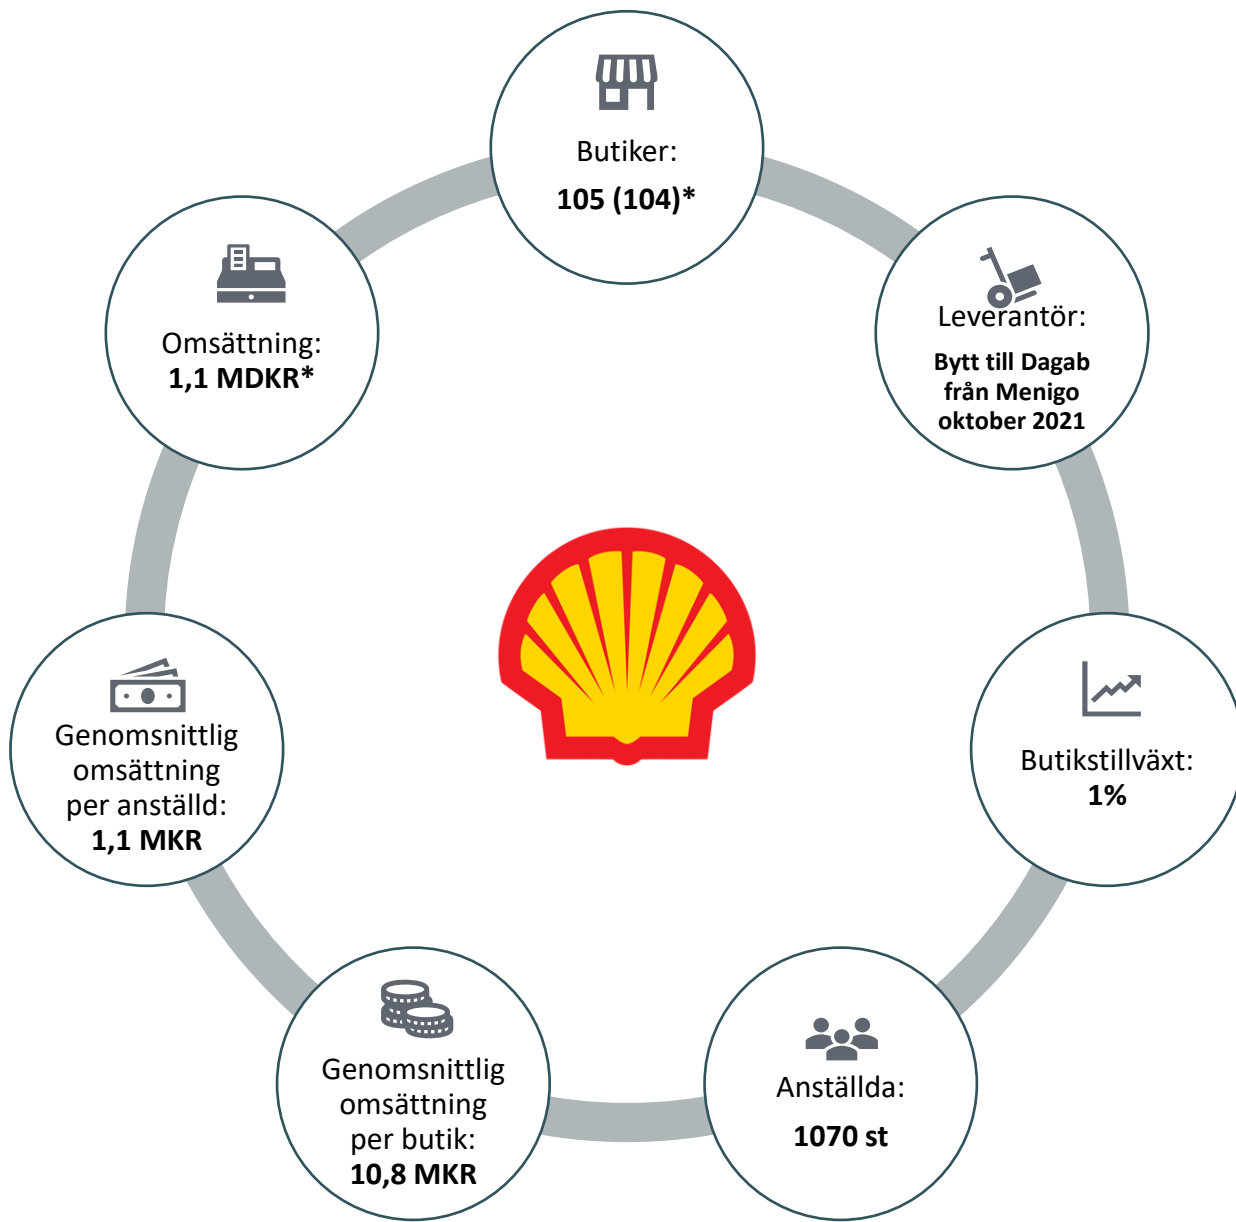 Butiker:
105 (104)*
Leverantör:
Bytt till Dagab
från Menigo
oktober 2021
Butikstillväxt:
1%
Anställda:
1070 st
Genomsnittlig
omsättning
per butik:
10,8 MKR
Genomsnittlig
omsättning
per anställd:
1,1 MKR
Omsättning:
1,1 MDKR*